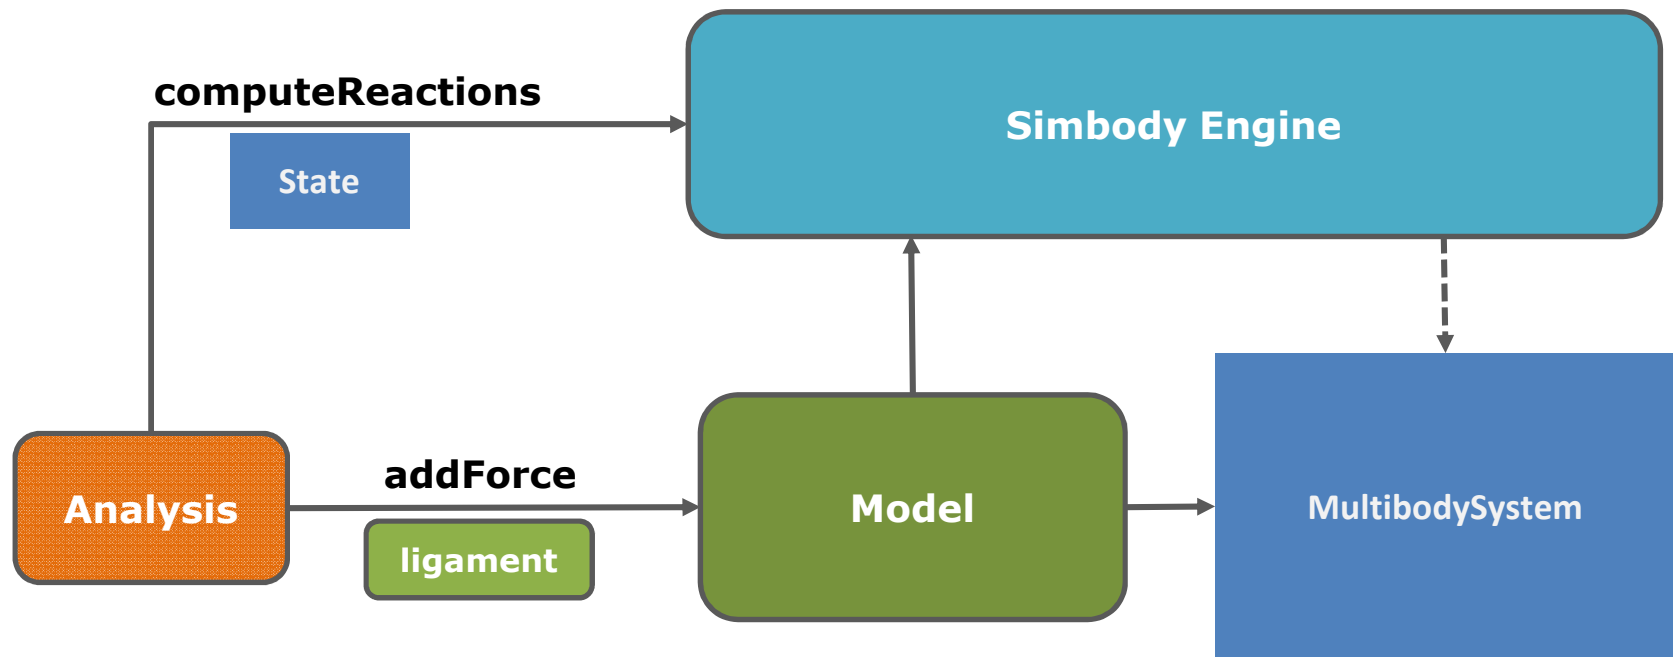 computeReactions
Simbody Engine
State
addForce
Analysis
Model
MultibodySystem
ligament